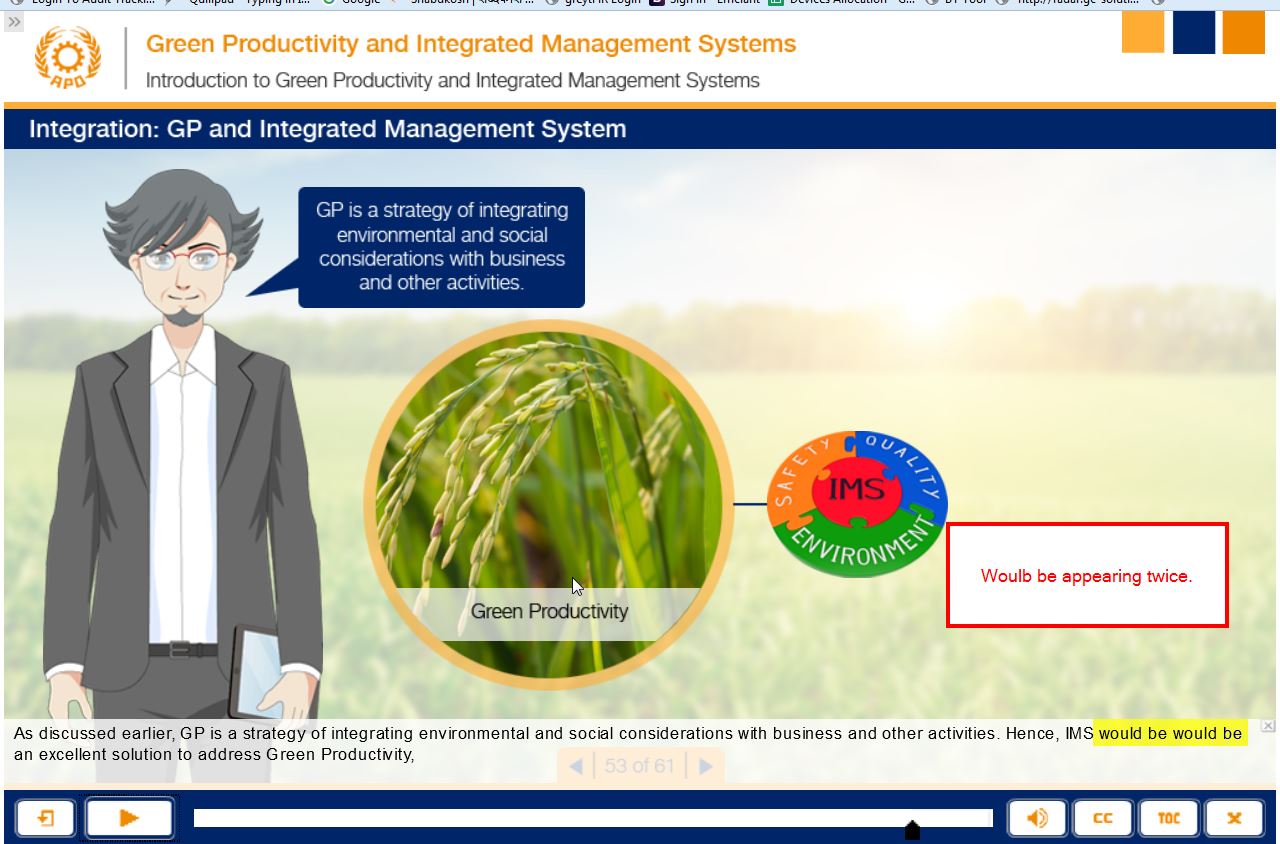 Google
Green Productivity and Integrated Management Systems
APO
Introduction to Green Productivity and Integrated Management Systems
Integration: GP and Integrated Management System
GP is a strategy of integrating
environmental and social
considerations with business
and other activities.
SAFETY QUALITY
IMS
ENVIRONMENT
Woulb be appearing twice.
Green Productivity
As discussed earlier, GP is a strategy of integrating environmental and social considerations with business and other activities. Hence, IMS would be would be
an excellent solution to address Green Productivity,
53 of 61
CC TOC